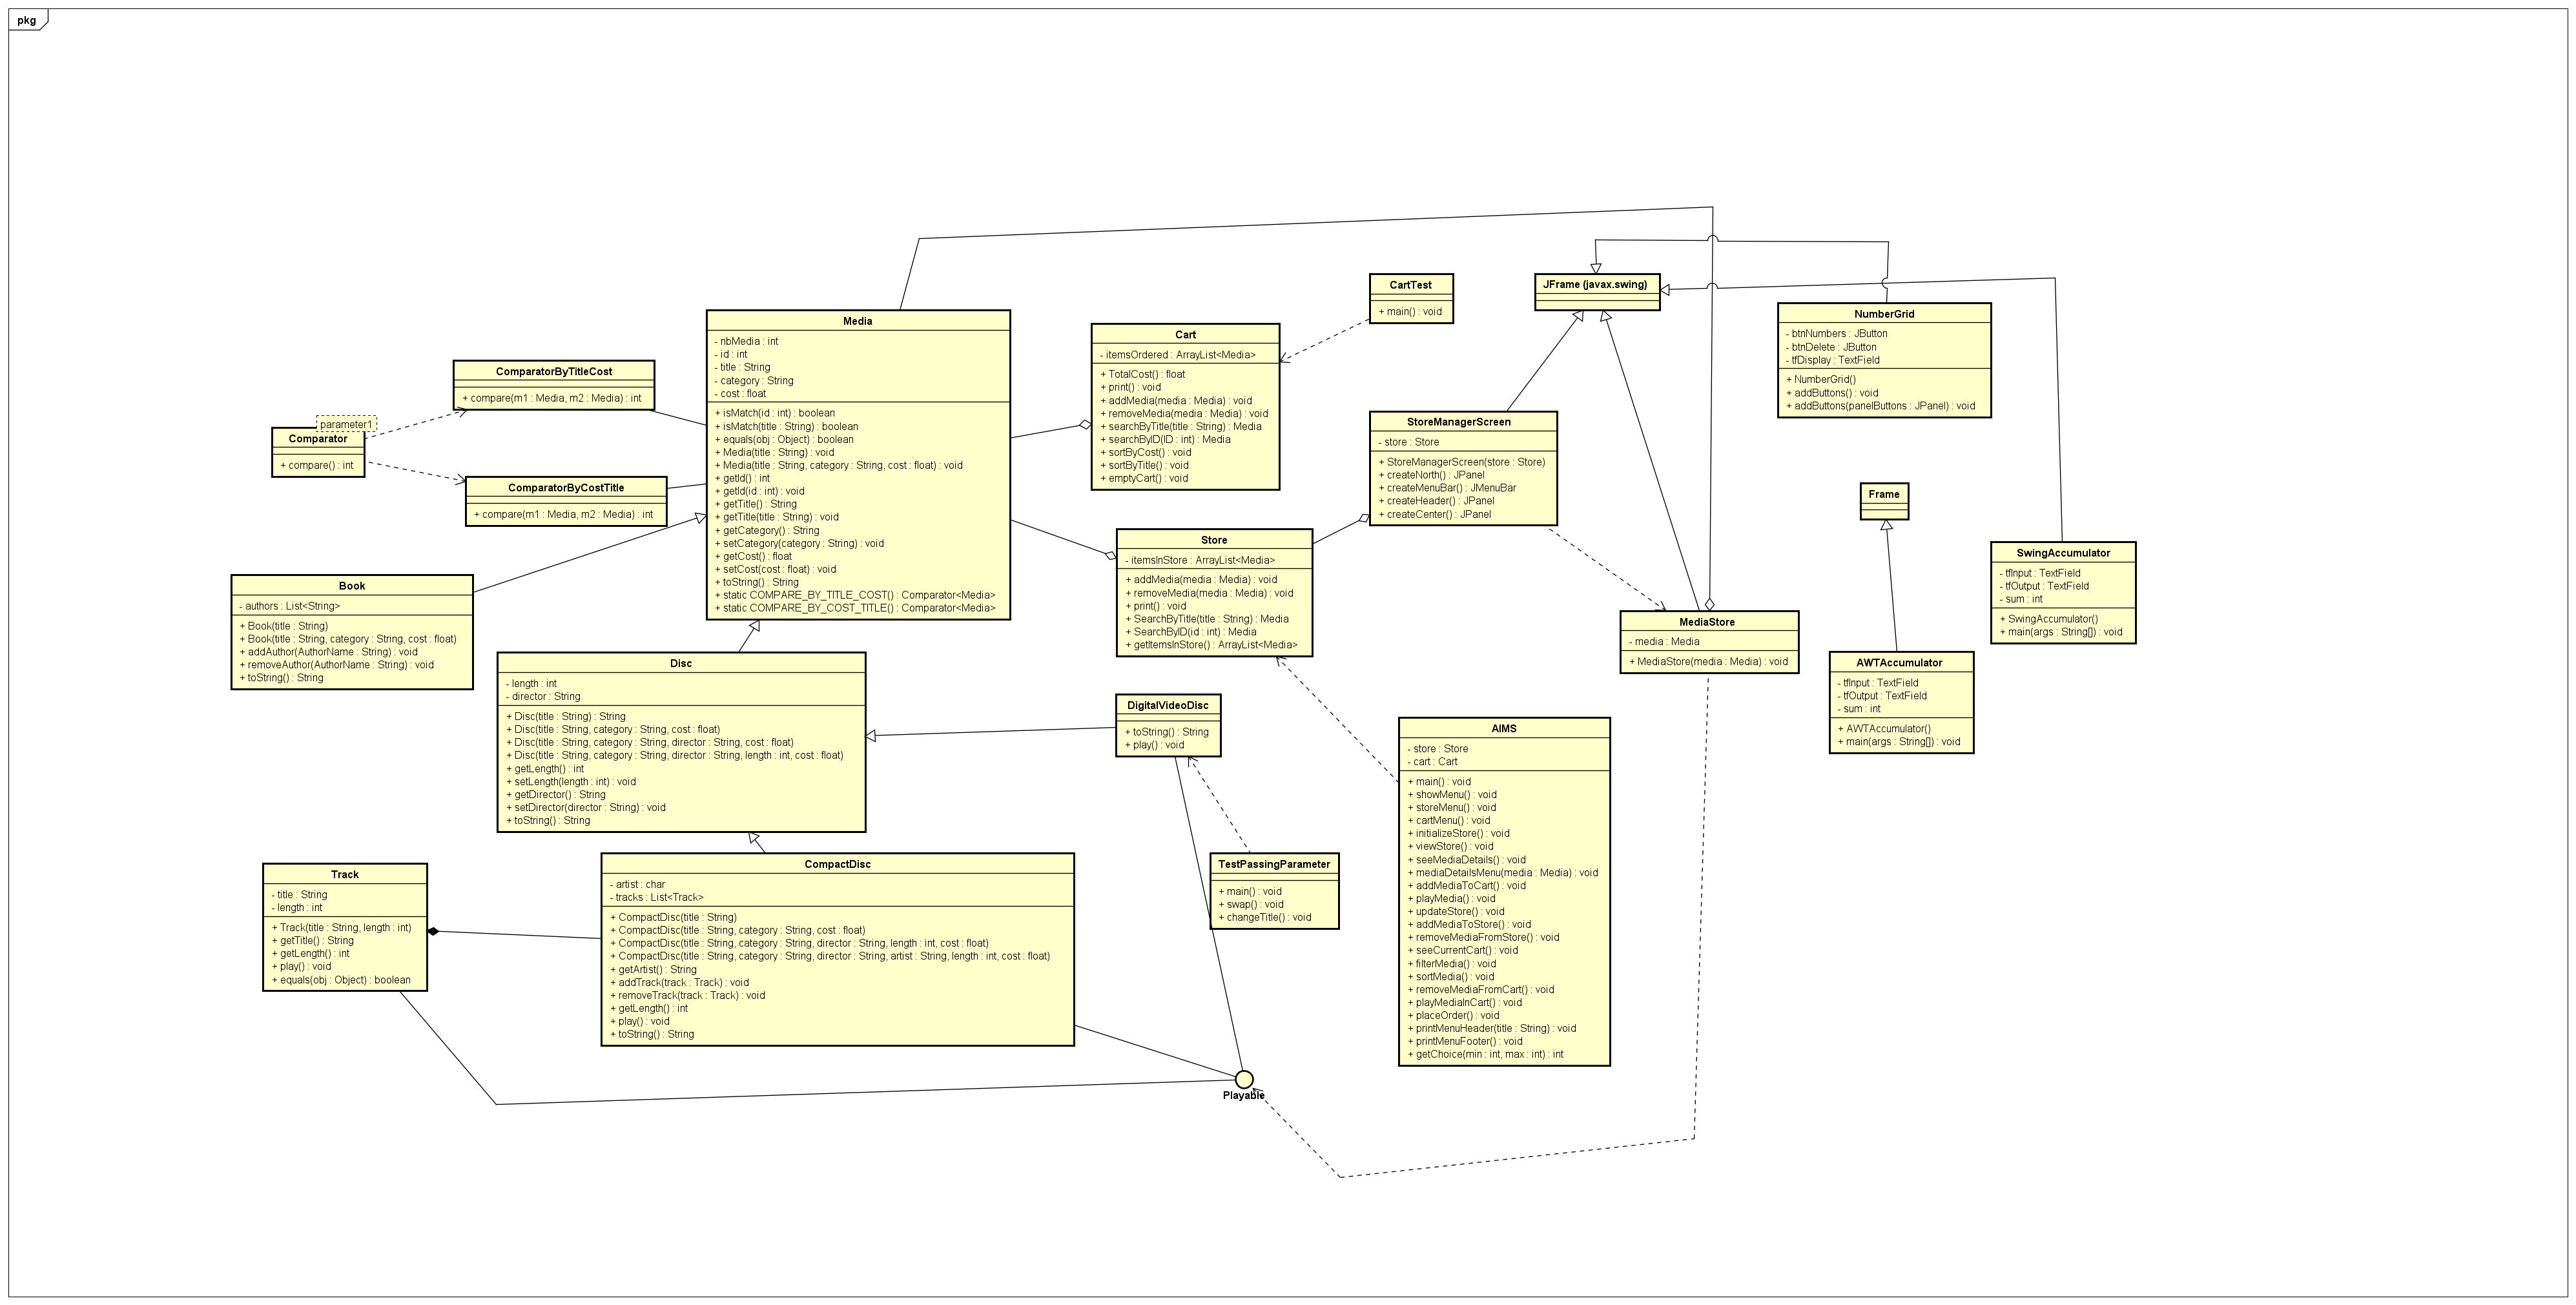 pkg
CartTest
+ main() : void
JFrame (javax.swing)
NumberGrid
- btnNumbers : JButton
- btnDelete : JButton
- tfDisplay : TextField
+ NumberGrid()
+ addButtons() : void
+ addButtons(panelButtons : JPanel) : void
Media
- nbMedia : int
- id : int
- title : String
- category : String
- cost : float
+ isMatch(id : int) : boolean
+ isMatch(title : String) : boolean
+ equals(obj : Object) : boolean
+ Media(title : String) : void
+ Media(title : String, category : String, cost : float) : void
+ getId() : int
+ getId(id : int) : void
+ getTitle() : String
+ getTitle(title : String) : void
+ getCategory() : String
+ setCategory(category : String) : void
+ getCost() : float
+ setCost(cost : float) : void
+ toString() : String
+ static COMPARE_BY_TITLE_COST() : Comparator<Media>
+ static COMPARE_BY_COST_TITLE() : Comparator<Media>
Cart
- itemsOrdered : ArrayList<Media>
+ TotalCost() : float
+ print() : void
+ addMedia(media : Media) : void
+ removeMedia(media : Media) : void
+ searchByTitle(title : String) : Media
+ searchByID(ID : int) : Media
+ sortByCost() : void
+ sortByTitle() : void
+ emptyCart() : void
ComparatorByTitleCost
+ compare(m1 : Media, m2 : Media) : int
parameter1
Comparator
+ compare() : int
ComparatorByCostTitle
+ compare(m1 : Media, m2 : Media) : int
StoreManagerScreen
- store : Store
+ StoreManagerScreen(store : Store)
+ createNorth() : JPanel
+ createMenuBar() : JMenuBar
+ createHeader() : JPanel
+ createCenter() : JPanel
Frame
Store
- itemsInStore : ArrayList<Media>
+ addMedia(media : Media) : void
+ removeMedia(media : Media) : void
+ print() : void
+ SearchByTitle(title : String) : Media
+ SearchByID(id : int) : Media
+ getItemsInStore() : ArrayList<Media>
SwingAccumulator
- tfInput : TextField
- tfOutput : TextField
- sum : int
+ SwingAccumulator()
+ main(args : String[]) : void
Book
- authors : List<String>
+ Book(title : String)
+ Book(title : String, category : String, cost : float)
+ addAuthor(AuthorName : String) : void
+ removeAuthor(AuthorName : String) : void
+ toString() : String
MediaStore
- media : Media
+ MediaStore(media : Media) : void
AWTAccumulator
- tfInput : TextField
- tfOutput : TextField
- sum : int
+ AWTAccumulator()
+ main(args : String[]) : void
Disc
- length : int
- director : String
+ Disc(title : String) : String
+ Disc(title : String, category : String, cost : float)
+ Disc(title : String, category : String, director : String, cost : float)
+ Disc(title : String, category : String, director : String, length : int, cost : float)
+ getLength() : int
+ setLength(length : int) : void
+ getDirector() : String
+ setDirector(director : String) : void
+ toString() : String
DigitalVideoDisc
+ toString() : String
+ play() : void
AIMS
- store : Store
- cart : Cart
+ main() : void
+ showMenu() : void
+ storeMenu() : void
+ cartMenu() : void
+ initializeStore() : void
+ viewStore() : void
+ seeMediaDetails() : void
+ mediaDetailsMenu(media : Media) : void
+ addMediaToCart() : void
+ playMedia() : void
+ updateStore() : void
+ addMediaToStore() : void
+ removeMediaFromStore() : void
+ seeCurrentCart() : void
+ filterMedia() : void
+ sortMedia() : void
+ removeMediaFromCart() : void
+ playMediaInCart() : void
+ placeOrder() : void
+ printMenuHeader(title : String) : void
+ printMenuFooter() : void
+ getChoice(min : int, max : int) : int
TestPassingParameter
+ main() : void
+ swap() : void
+ changeTitle() : void
CompactDisc
- artist : char
- tracks : List<Track>
+ CompactDisc(title : String)
+ CompactDisc(title : String, category : String, cost : float)
+ CompactDisc(title : String, category : String, director : String, length : int, cost : float)
+ CompactDisc(title : String, category : String, director : String, artist : String, length : int, cost : float)
+ getArtist() : String
+ addTrack(track : Track) : void
+ removeTrack(track : Track) : void
+ getLength() : int
+ play() : void
+ toString() : String
Track
- title : String
- length : int
+ Track(title : String, length : int)
+ getTitle() : String
+ getLength() : int
+ play() : void
+ equals(obj : Object) : boolean
Playable